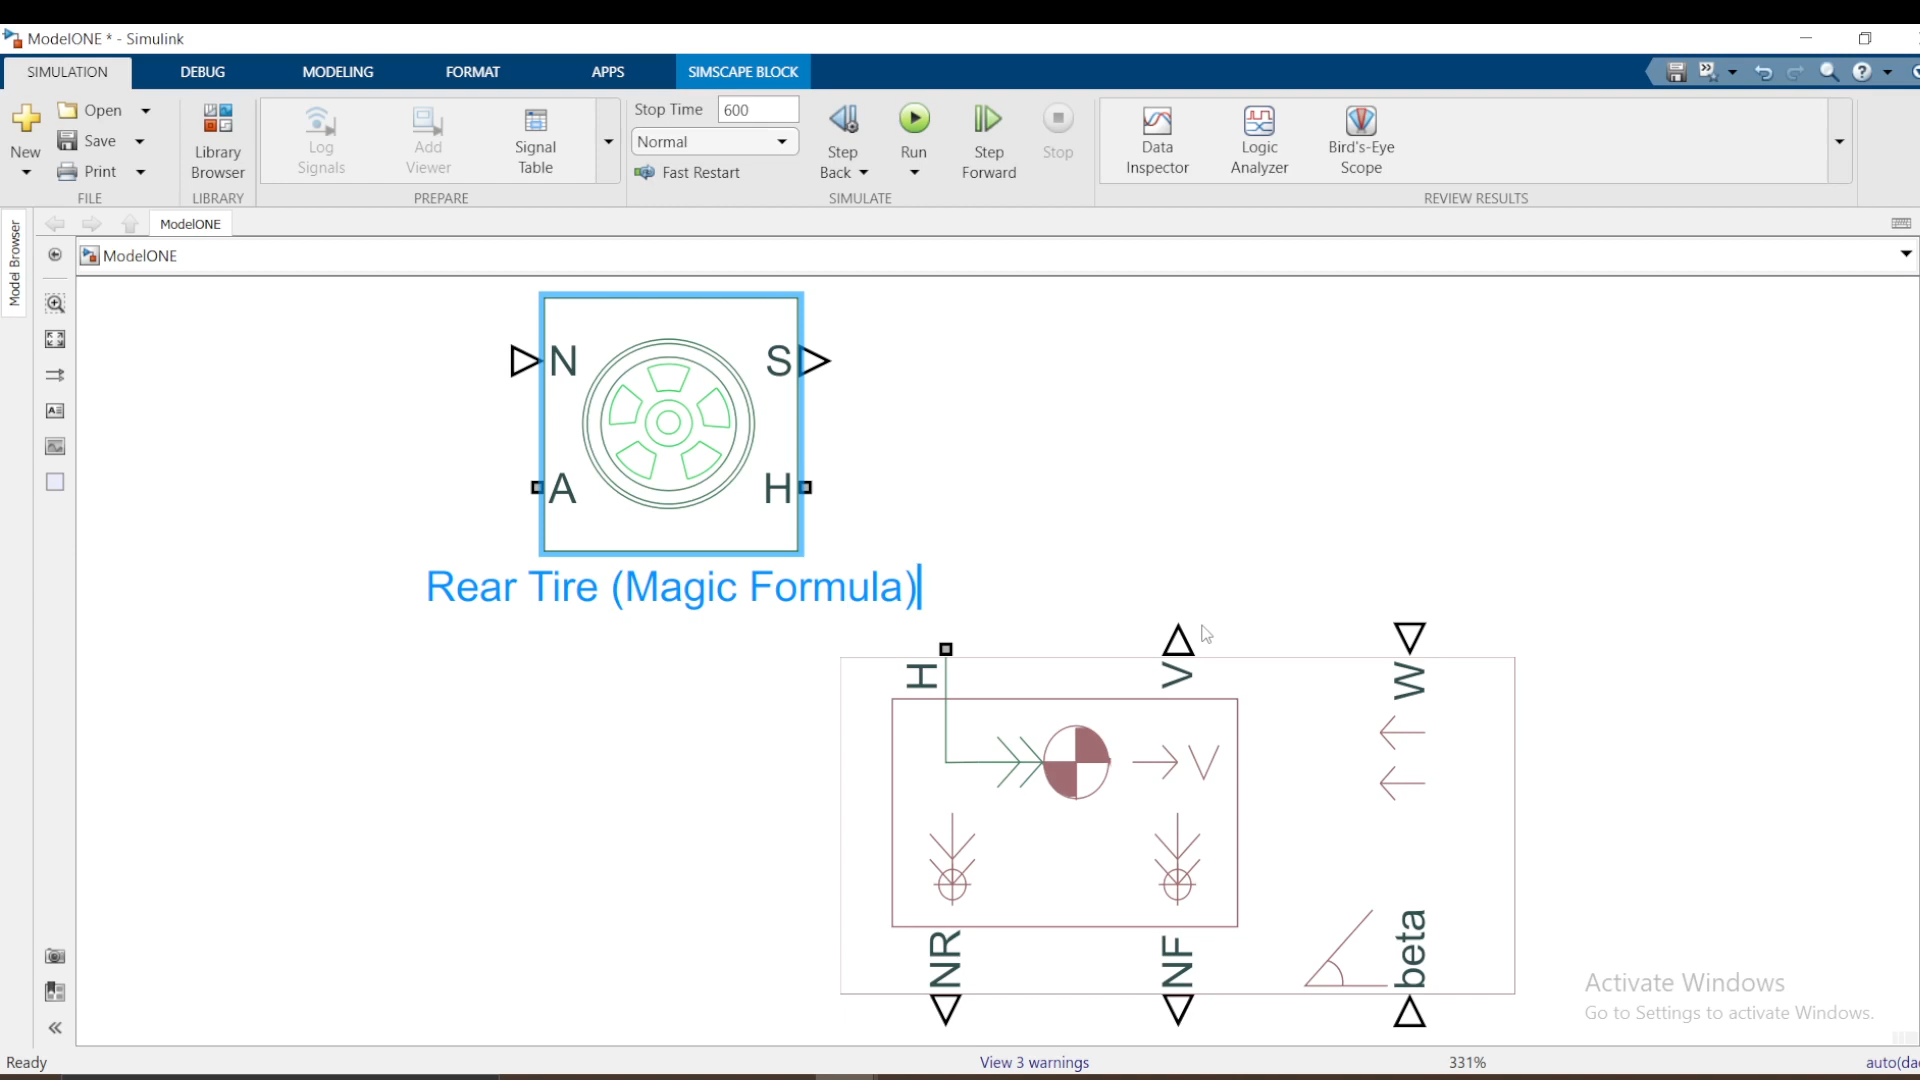 ModelONE * - Simulink
SIMULATION DEBUG MODELING FORMAT APPS SIMSCAPE BLOCK
New
Open
Save
Print
FILE
Library
Browser
LIBRARY
Log
Signals
Add
Viewer
Signal
Table
PREPARE
Stop Time 600
Normal
Fast Restart
Step
Back
Run
Step
Forward
Stop
SIMULATE
Data
Inspector
Logic
Analyzer
Bird's-Eye
Scope
REVIEW RESULTS
Model Browser
ModelONE
ModelONE
N S
A H
Rear Tire (Magic Formula)
H V W
V
NR NF beta
Activate Windows
Go to Settings to activate Windows.
Ready View 3 warnings 331%